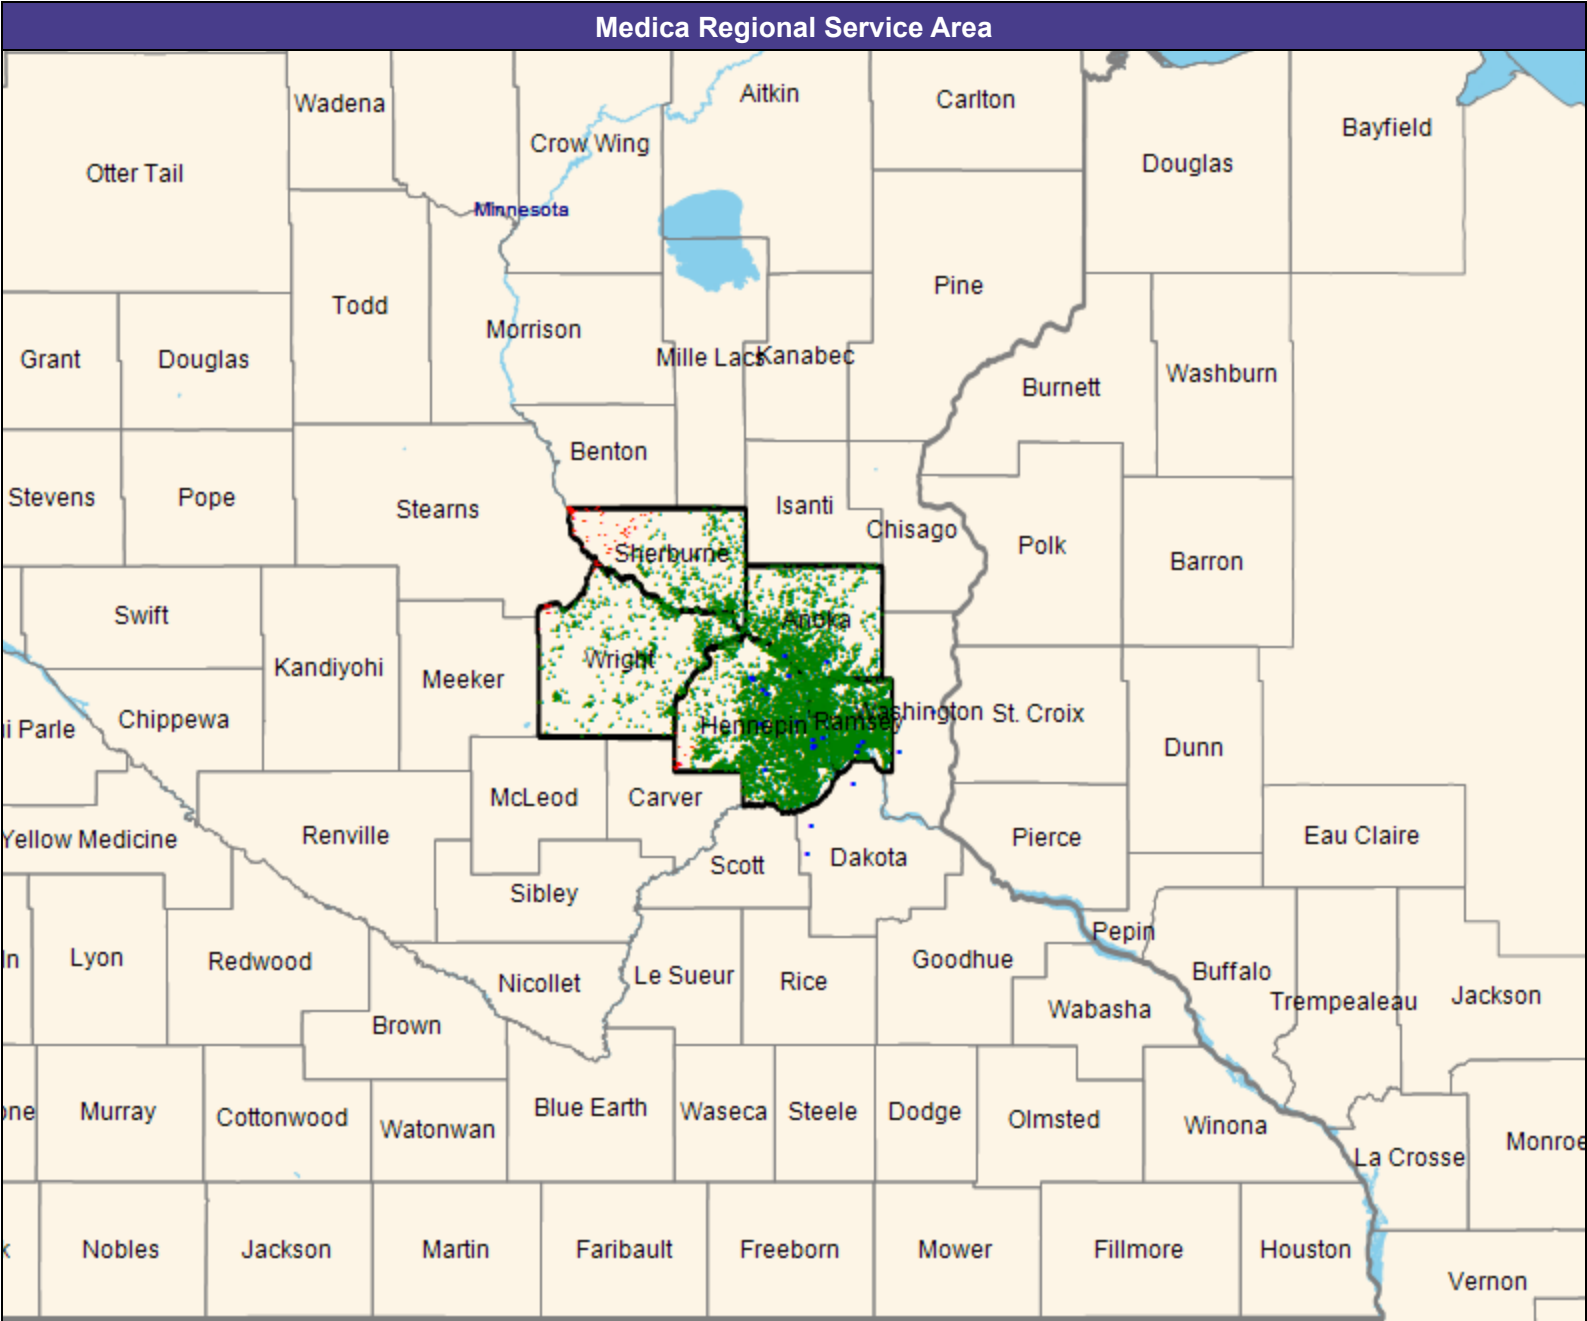 Medica Regional Service Area
Wadena
Aitkin
Carlton
Bayfield
Crow Wing
Douglas
Otter Tail
Minnesota
Pine
Todd
Morrison
Grant
Douglas
Mille Lacs
Kanabec
Washburn
Burnett
Benton
Stevens
Pope
Stearns
Isanti
Chisago
Polk
Barron
Sherburne
Swift
Anoka
Kandiyohi
Wright
Meeker
Chippewa
Hennepin
Ramsey
Washington
St. Croix
ui Parle
Dunn
McLeod
Carver
Yellow Medicine
Renville
Pierce
Eau Claire
Scott
Dakota
Sibley
Pepin
Lyon
Redwood
Goodhue
ln
Nicollet
Le Sueur
Rice
Buffalo
Trempealeau
Jackson
Wabasha
Brown
one
Murray
Cottonwood
Watonwan
Blue Earth
Waseca
Steele
Dodge
Olmsted
Winona
Monroe
La Crosse
k
Nobles
Jackson
Martin
Faribault
Freeborn
Mower
Fillmore
Houston
Vernon